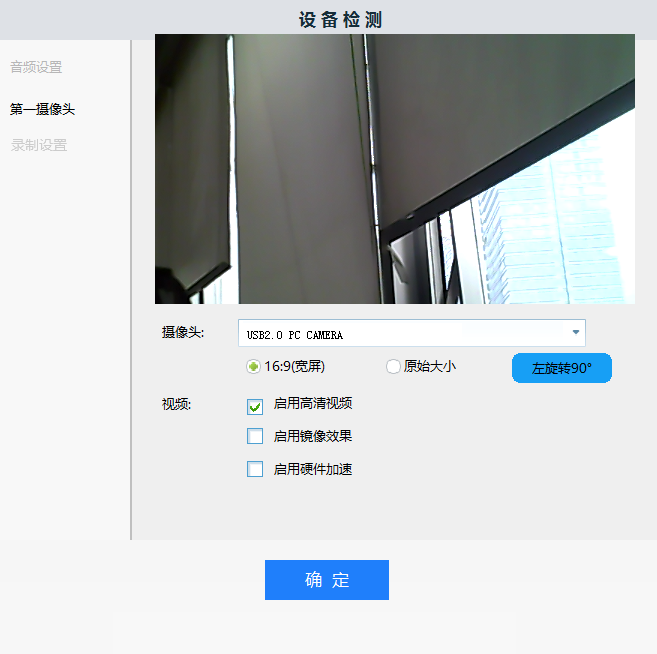 设备检测
音频设置
第一摄像头
录制设置
摄像头:
USB2.0 PC CAMERA
16:9(宽屏)
原始大小
左旋转90°
视频:
启用高清视频
启用镜像效果
启用硬件加速
确定